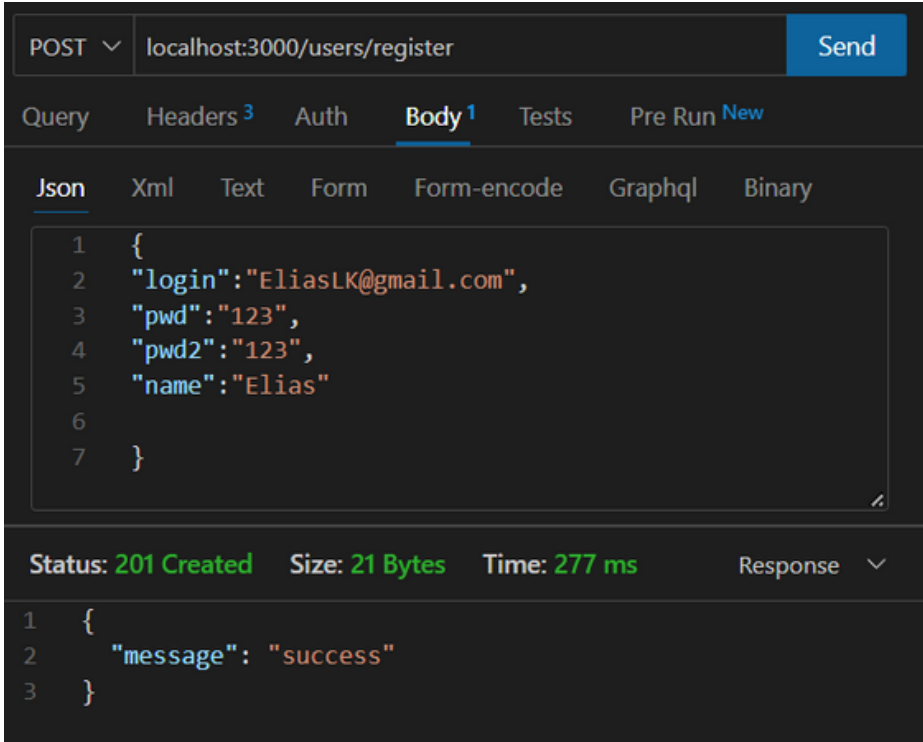 POST localhost:3000/users/register Send
Query Headers 3 Auth Body 1 Tests Pre Run New
Json Xml Text Form Form-encode Graphql Binary
1 {
2 "login":"EliasLK@gmail.com",
3 "pwd":"123",
4 "pwd2":"123",
5 "name":"Elias"
6
7 }
Status: 201 Created Size: 21 Bytes Time: 277 ms Response
1 {
2 "message": "success"
3 }